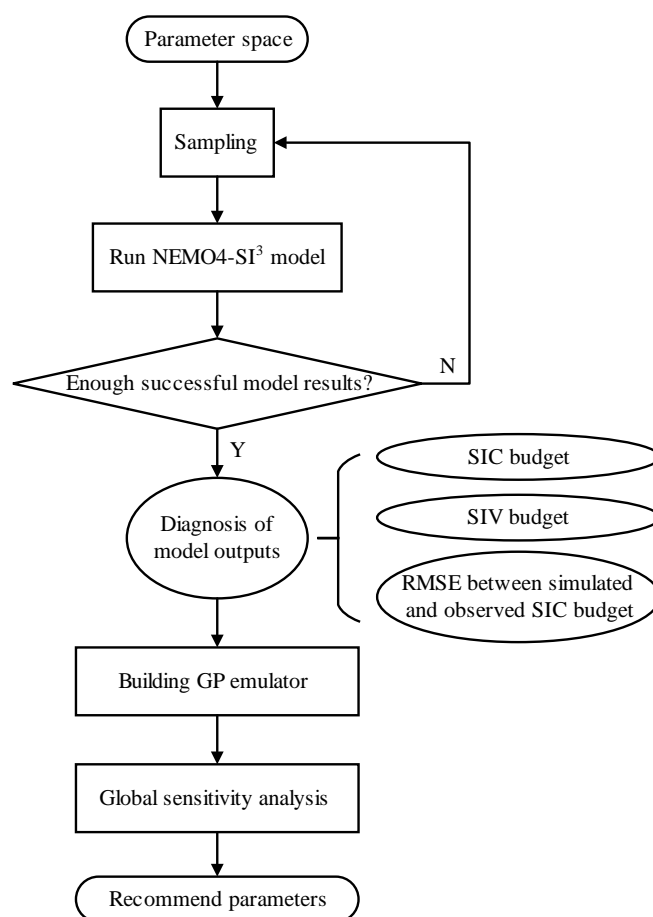 Parameter space
Sampling
Run NEMO4-SI³ model
N
Enough successful model results?
Y
SIC budget
SIV budget
Diagnosis of
model outputs
RMSE between simulated
and observed SIC budget
Building GP emulator
Global sensitivity analysis
Recommend parameters